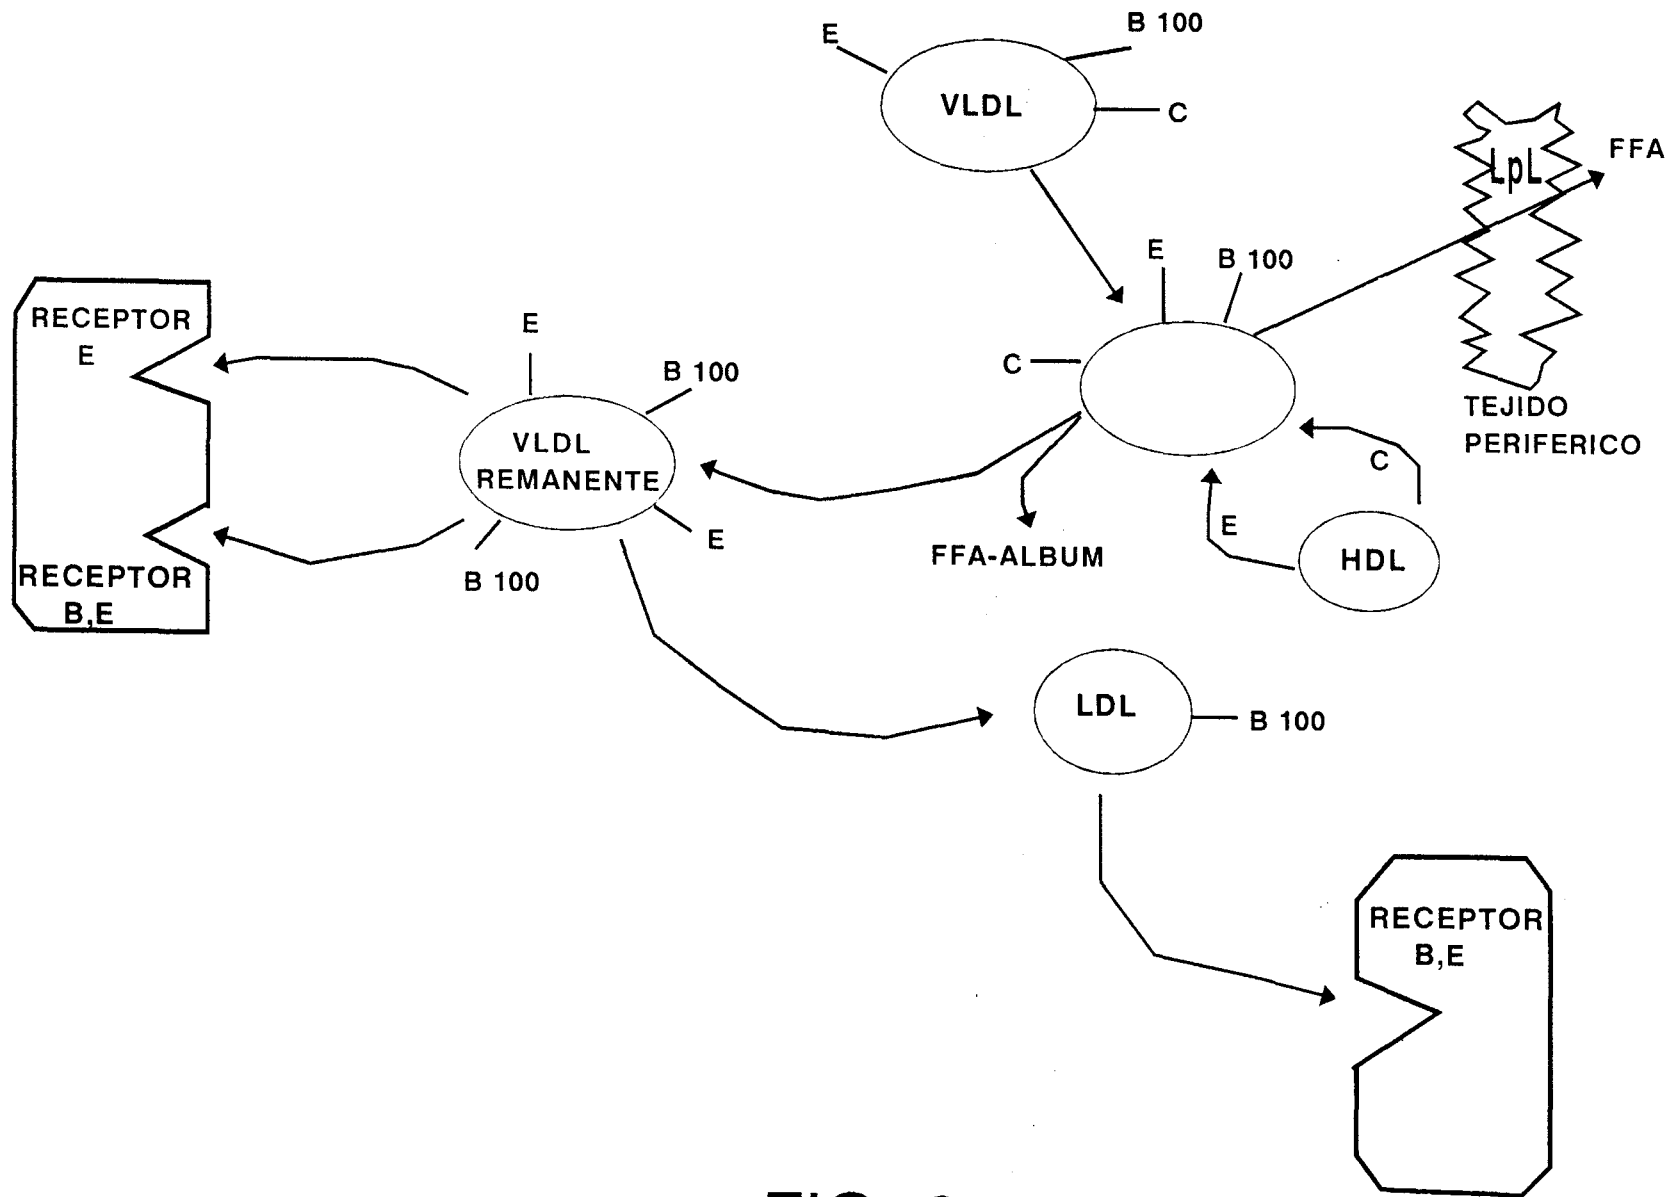 E
B 100
VLDL
C
LpL
FFA
E
B 100
C
TEJIDO
PERIFERICO
C
E
HDL
FFA-ALBUM
RECEPTOR
E
E
B 100
VLDL
REMANENTE
E
B 100
RECEPTOR
B,E
LDL
B 100
RECEPTOR
B,E